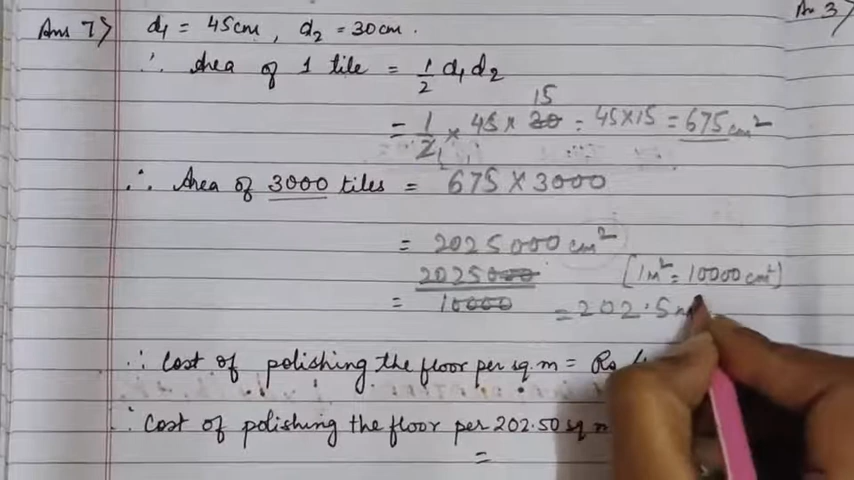 Ans 7> d1 = 45cm, d2 = 30cm.
An 3>
∴ Area of 1 tile = 1/2 d1 d2
= 1/2 × 45 × 30 15 = 45×15 = 675 cm²
∴ Area of 3000 tiles = 675 × 3000
= 2025000 cm²
= 2025000/10000 [1m² = 10000 cm²]
= 202.5
∴ Cost of polishing the floor per sq.m = Rs
∴ Cost of polishing the floor per 202.50 sq
=